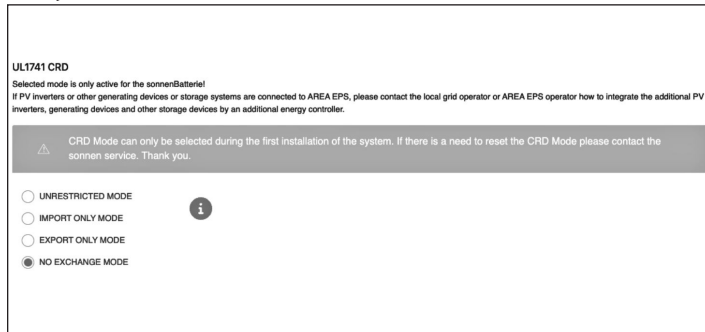 UL1741 CRD
Selected mode is only active for the sonnenBatterie!
If PV inverters or other generating devices or storage systems are connected to AREA EPS, please contact the local grid operator or AREA EPS operator how to integrate the additional PV
inverters, generating devices and other storage devices by an additional energy controller.
CRD Mode can only be selected during the first installation of the system. If there is a need to reset the CRD Mode please contact the
sonnen service. Thank you.
UNRESTRICTED MODE
IMPORT ONLY MODE
EXPORT ONLY MODE
NO EXCHANGE MODE